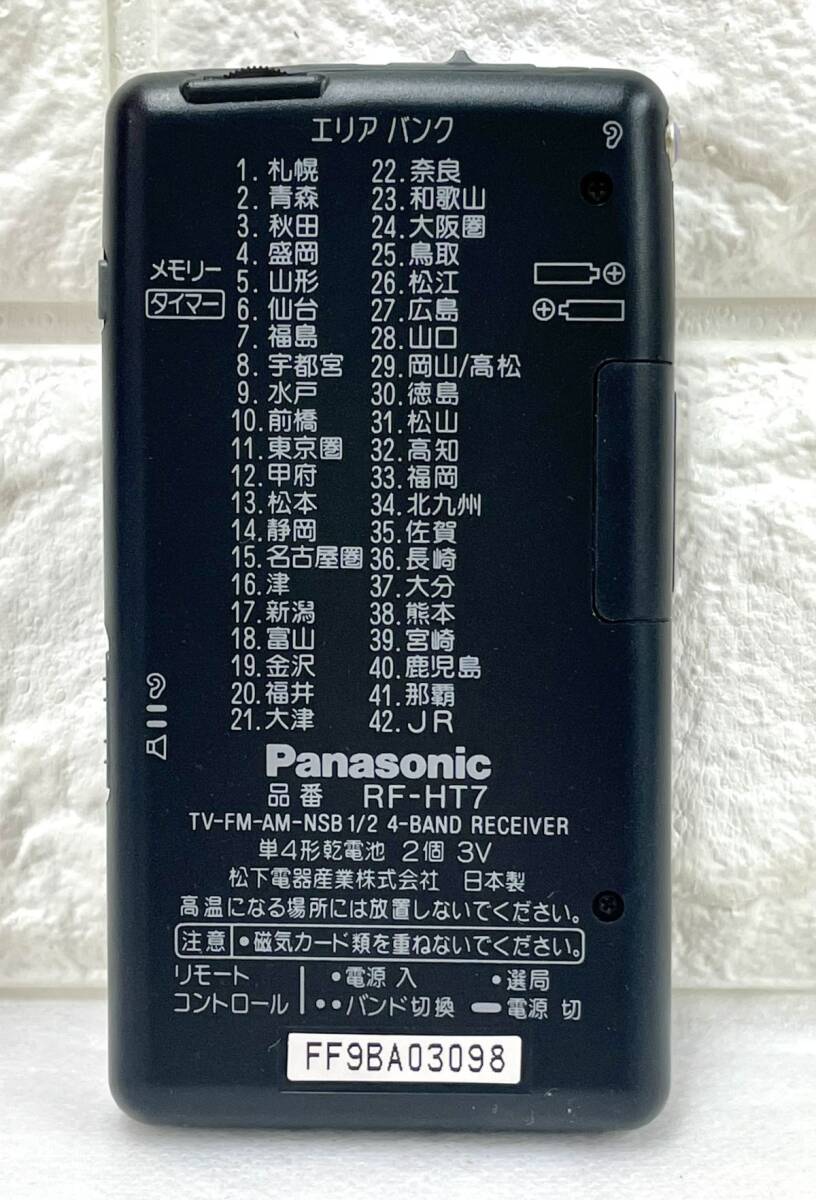 エリア バンク
1. 札幌 22. 奈良
2. 青森 23. 和歌山
3. 秋田 24. 大阪圏
4. 盛岡 25. 鳥取
5. 山形 26. 松江
6. 仙台 27. 広島
7. 福島 28. 山口
8. 宇都宮 29. 岡山/高松
9. 水戸 30. 徳島
10. 前橋 31. 松山
11. 東京圏 32. 高知
12. 甲府 33. 福岡
13. 松本 34. 北九州
14. 静岡 35. 佐賀
15. 名古屋圏 36. 長崎
16. 津 37. 大分
17. 新潟 38. 熊本
18. 富山 39. 宮崎
19. 金沢 40. 鹿児島
20. 福井 41. 那覇
21. 大津 42. JR
メモリー
タイマー
Panasonic
品番 RF-HT7
TV-FM-AM-NSB 1/2 4-BAND RECEIVER
単4形乾電池 2個 3V
松下電器産業株式会社 日本製
高温になる場所には放置しないでください。
注意 •磁気カード類を重ねないでください。
リモート •電源 入 •選局
コントロール ••バンド切換 ー電源 切
FF9BA03098